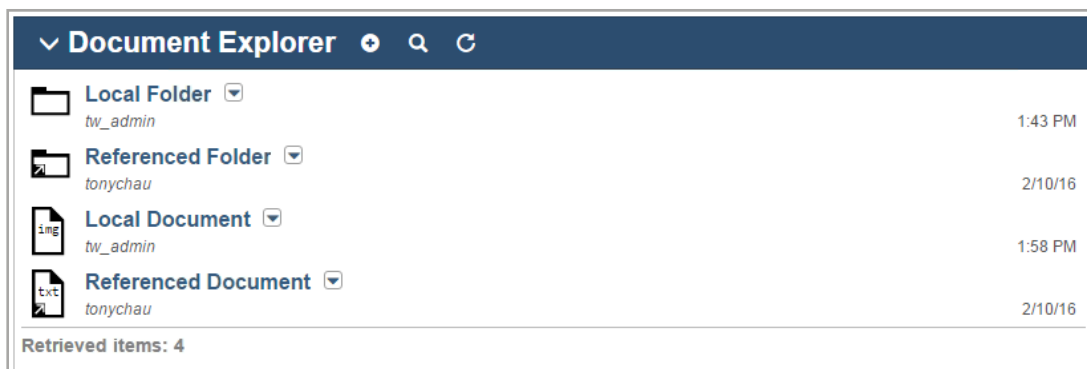 Document Explorer
Local Folder
tw_admin
1:43 PM
Referenced Folder
tonychau
2/10/16
img
Local Document
tw_admin
1:58 PM
txt
Referenced Document
tonychau
2/10/16
Retrieved items: 4